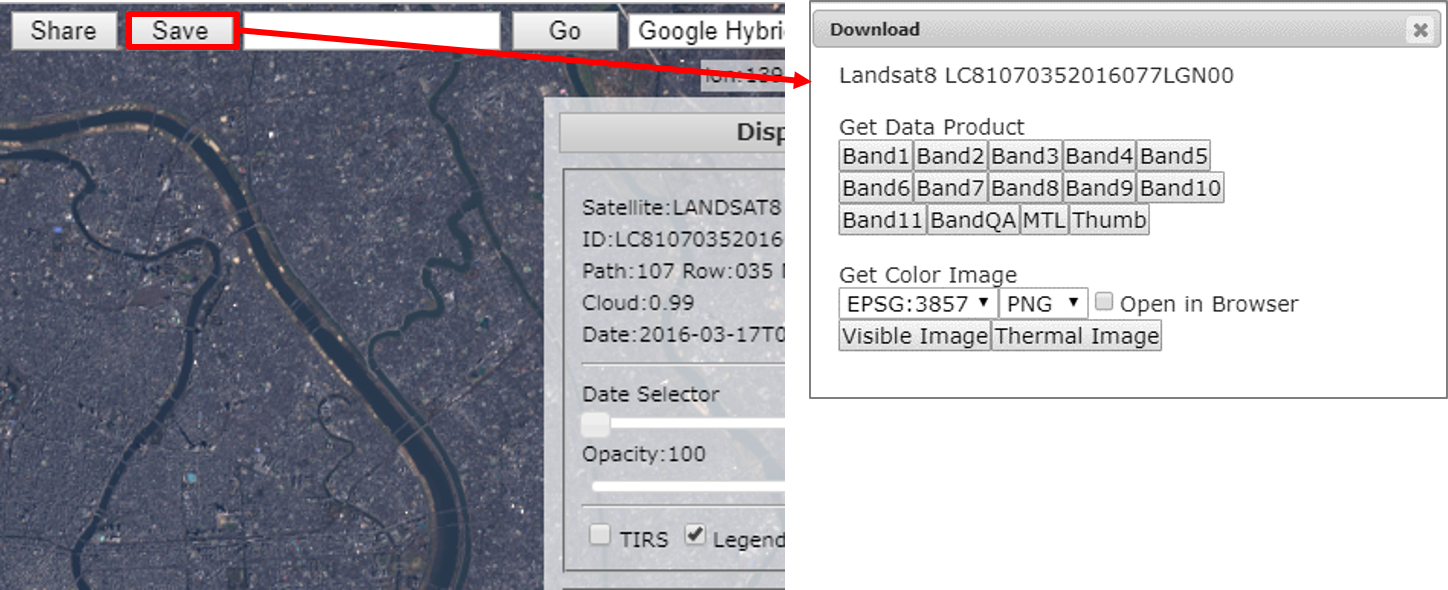 Share Save Go Google Hybri
lon:139
Disp
Satellite:LANDSAT8
ID:LC81070352016
Path:107 Row:035
Cloud:0.99
Date:2016-03-17T0
Date Selector
Opacity:100
TIRS Legend
Download
Landsat8 LC81070352016077LGN00
Get Data Product
Band1 Band2 Band3 Band4 Band5
Band6 Band7 Band8 Band9 Band10
Band11 BandQA MTL Thumb
Get Color Image
EPSG:3857 PNG Open in Browser
Visible Image Thermal Image